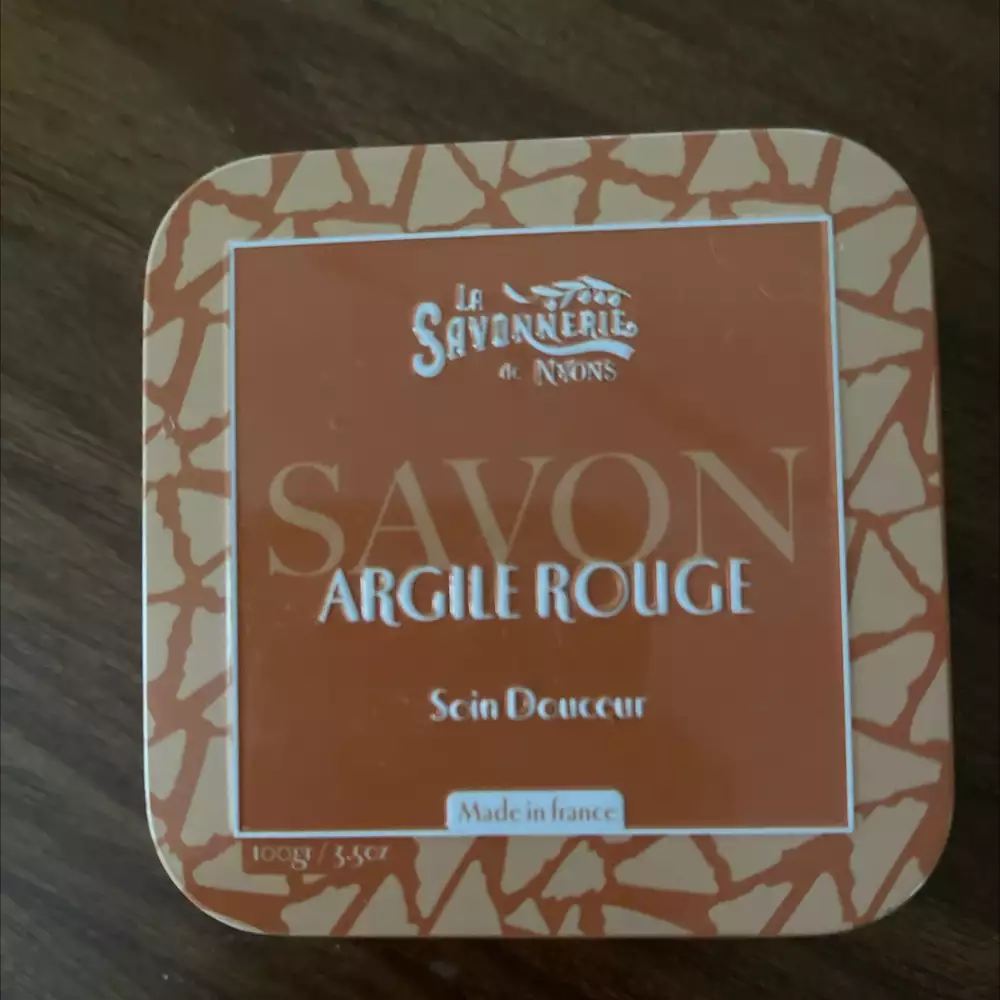 LA
SAVONNERIE
de NYONS
SAVON
ARGILE ROUGE
Soin Douceur
Made in france
100gr / 3.5oz